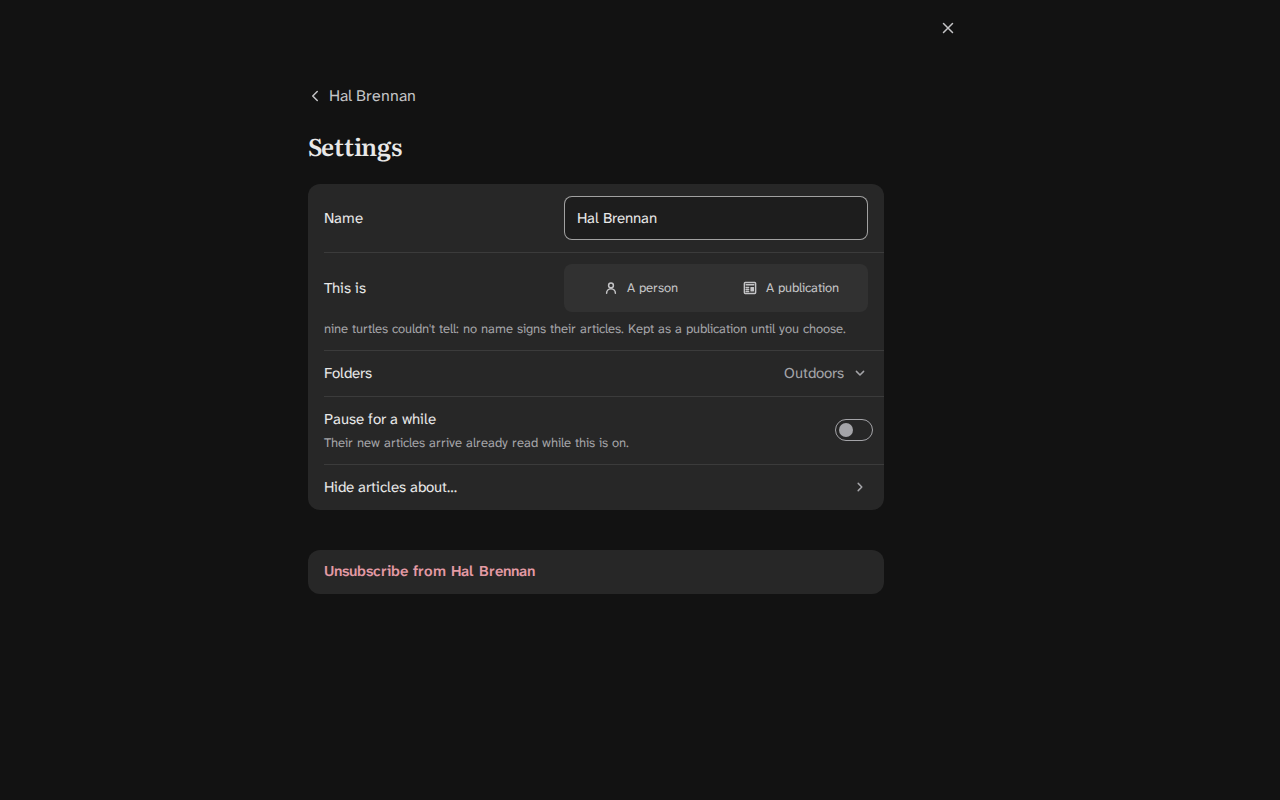 Hal Brennan
Settings
Name
Hal Brennan
This is
A person
A publication
nine turtles couldn't tell: no name signs their articles. Kept as a publication until you choose.
Folders
Outdoors
Pause for a while
Their new articles arrive already read while this is on.
Hide articles about...
Unsubscribe from Hal Brennan